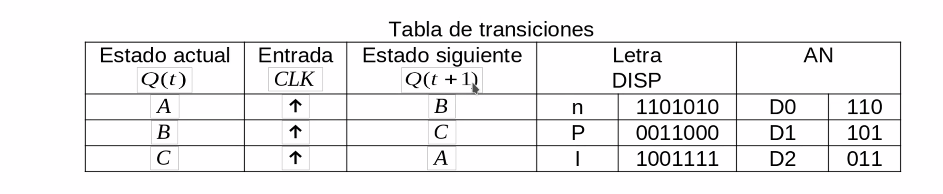 Tabla de transiciones
Estado actual Entrada Estado siguiente Letra AN
Q(t) CLK Q(t + 1) DISP
A ↑ B n 1101010 D0 110
B ↑ C P 0011000 D1 101
C ↑ A I 1001111 D2 011